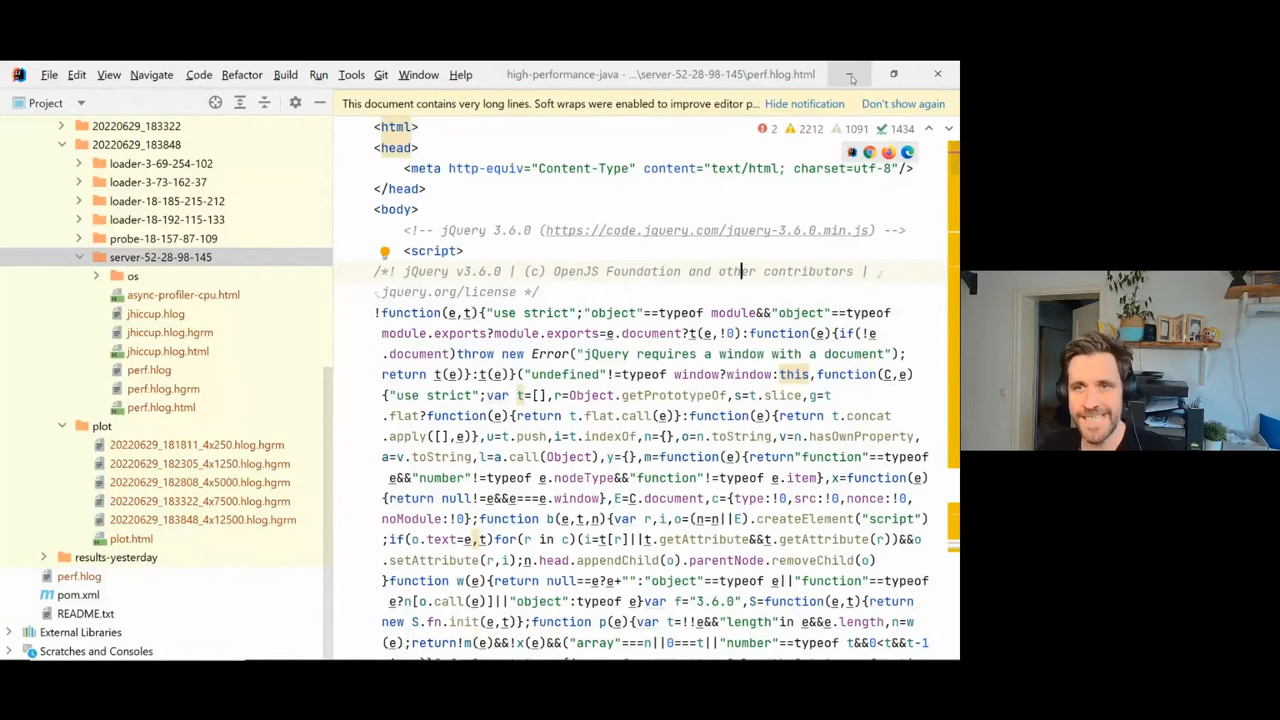 File Edit View Navigate Code Refactor Build Run Tools Git Window Help high-performance-java - ...\server-52-28-98-145\perf.hlog.html
Project
This document contains very long lines. Soft wraps were enabled to improve editor p... Hide notification Don't show again
2 2212 1091 1434
20220629_183322
20220629_183848
loader-3-69-254-102
loader-3-73-162-37
loader-18-185-215-212
loader-18-192-115-133
probe-18-157-87-109
server-52-28-98-145
os
async-profiler-cpu.html
jhiccup.hlog
jhiccup.hlog.hgrm
jhiccup.hlog.html
perf.hlog
perf.hlog.hgrm
perf.hlog.html
plot
20220629_181811_4x250.hlog.hgrm
20220629_182305_4x1250.hlog.hgrm
20220629_182808_4x5000.hlog.hgrm
20220629_183322_4x7500.hlog.hgrm
20220629_183848_4x12500.hlog.hgrm
plot.html
results-yesterday
perf.hlog
pom.xml
README.txt
External Libraries
Scratches and Consoles
<html>
<head>
<meta http-equiv="Content-Type" content="text/html; charset=utf-8"/>
</head>
<body>
<!-- jQuery 3.6.0 (https://code.jquery.com/jquery-3.6.0.min.js) -->
<script>
/*! jQuery v3.6.0 | (c) OpenJS Foundation and other contributors |
jquery.org/license */
!function(e,t){"use strict";"object"==typeof module&&"object"==typeof
module.exports?module.exports=e.document?t(e,!0):function(e){if(!e
.document)throw new Error("jQuery requires a window with a document");
return t(e)}:t(e)}("undefined"!=typeof window?window:this,function(C,e)
{"use strict";var t=[],r=Object.getPrototypeOf,s=t.slice,g=t
.flat?function(e){return t.flat.call(e)}:function(e){return t.concat
.apply([],e)},u=t.push,i=t.indexOf,n={},o=n.toString,v=n.hasOwnProperty,
a=v.toString,l=a.call(Object),y={},m=function(e){return"function"==typeof
e&&"number"!=typeof e.nodeType&&"function"!=typeof e.item},x=function(e)
{return null!=e&&e===e.window},E=C.document,c={type:!0,src:!0,nonce:!0,
noModule:!0};function b(e,t,n){var r,i,o=(n=n||E).createElement("script")
;if(o.text=e,t)for(r in c)(i=t[r]||t.getAttribute&&t.getAttribute(r))&&o
.setAttribute(r,i);n.head.appendChild(o).parentNode.removeChild(o)
}function w(e){return null==e?e+"":"object"==typeof e||"function"==typeof
e?n[o.call(e)]||"object":typeof e}var f="3.6.0",S=function(e,t){return
new S.fn.init(e,t)};function p(e){var t=!!e&&"length"in e&&e.length,n=w
(e);return!m(e)&&!x(e)&&("array"===n||0===t||"number"==typeof t&&0<t&&t-1